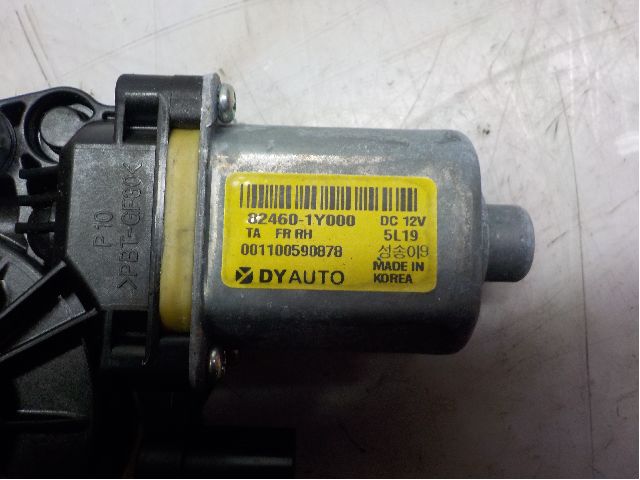 82460-1Y000 DC 12V
TA FR RH 5L19
001100590878 성송이9
DYAUTO MADE IN
KOREA
P10
>PBT-GF30<